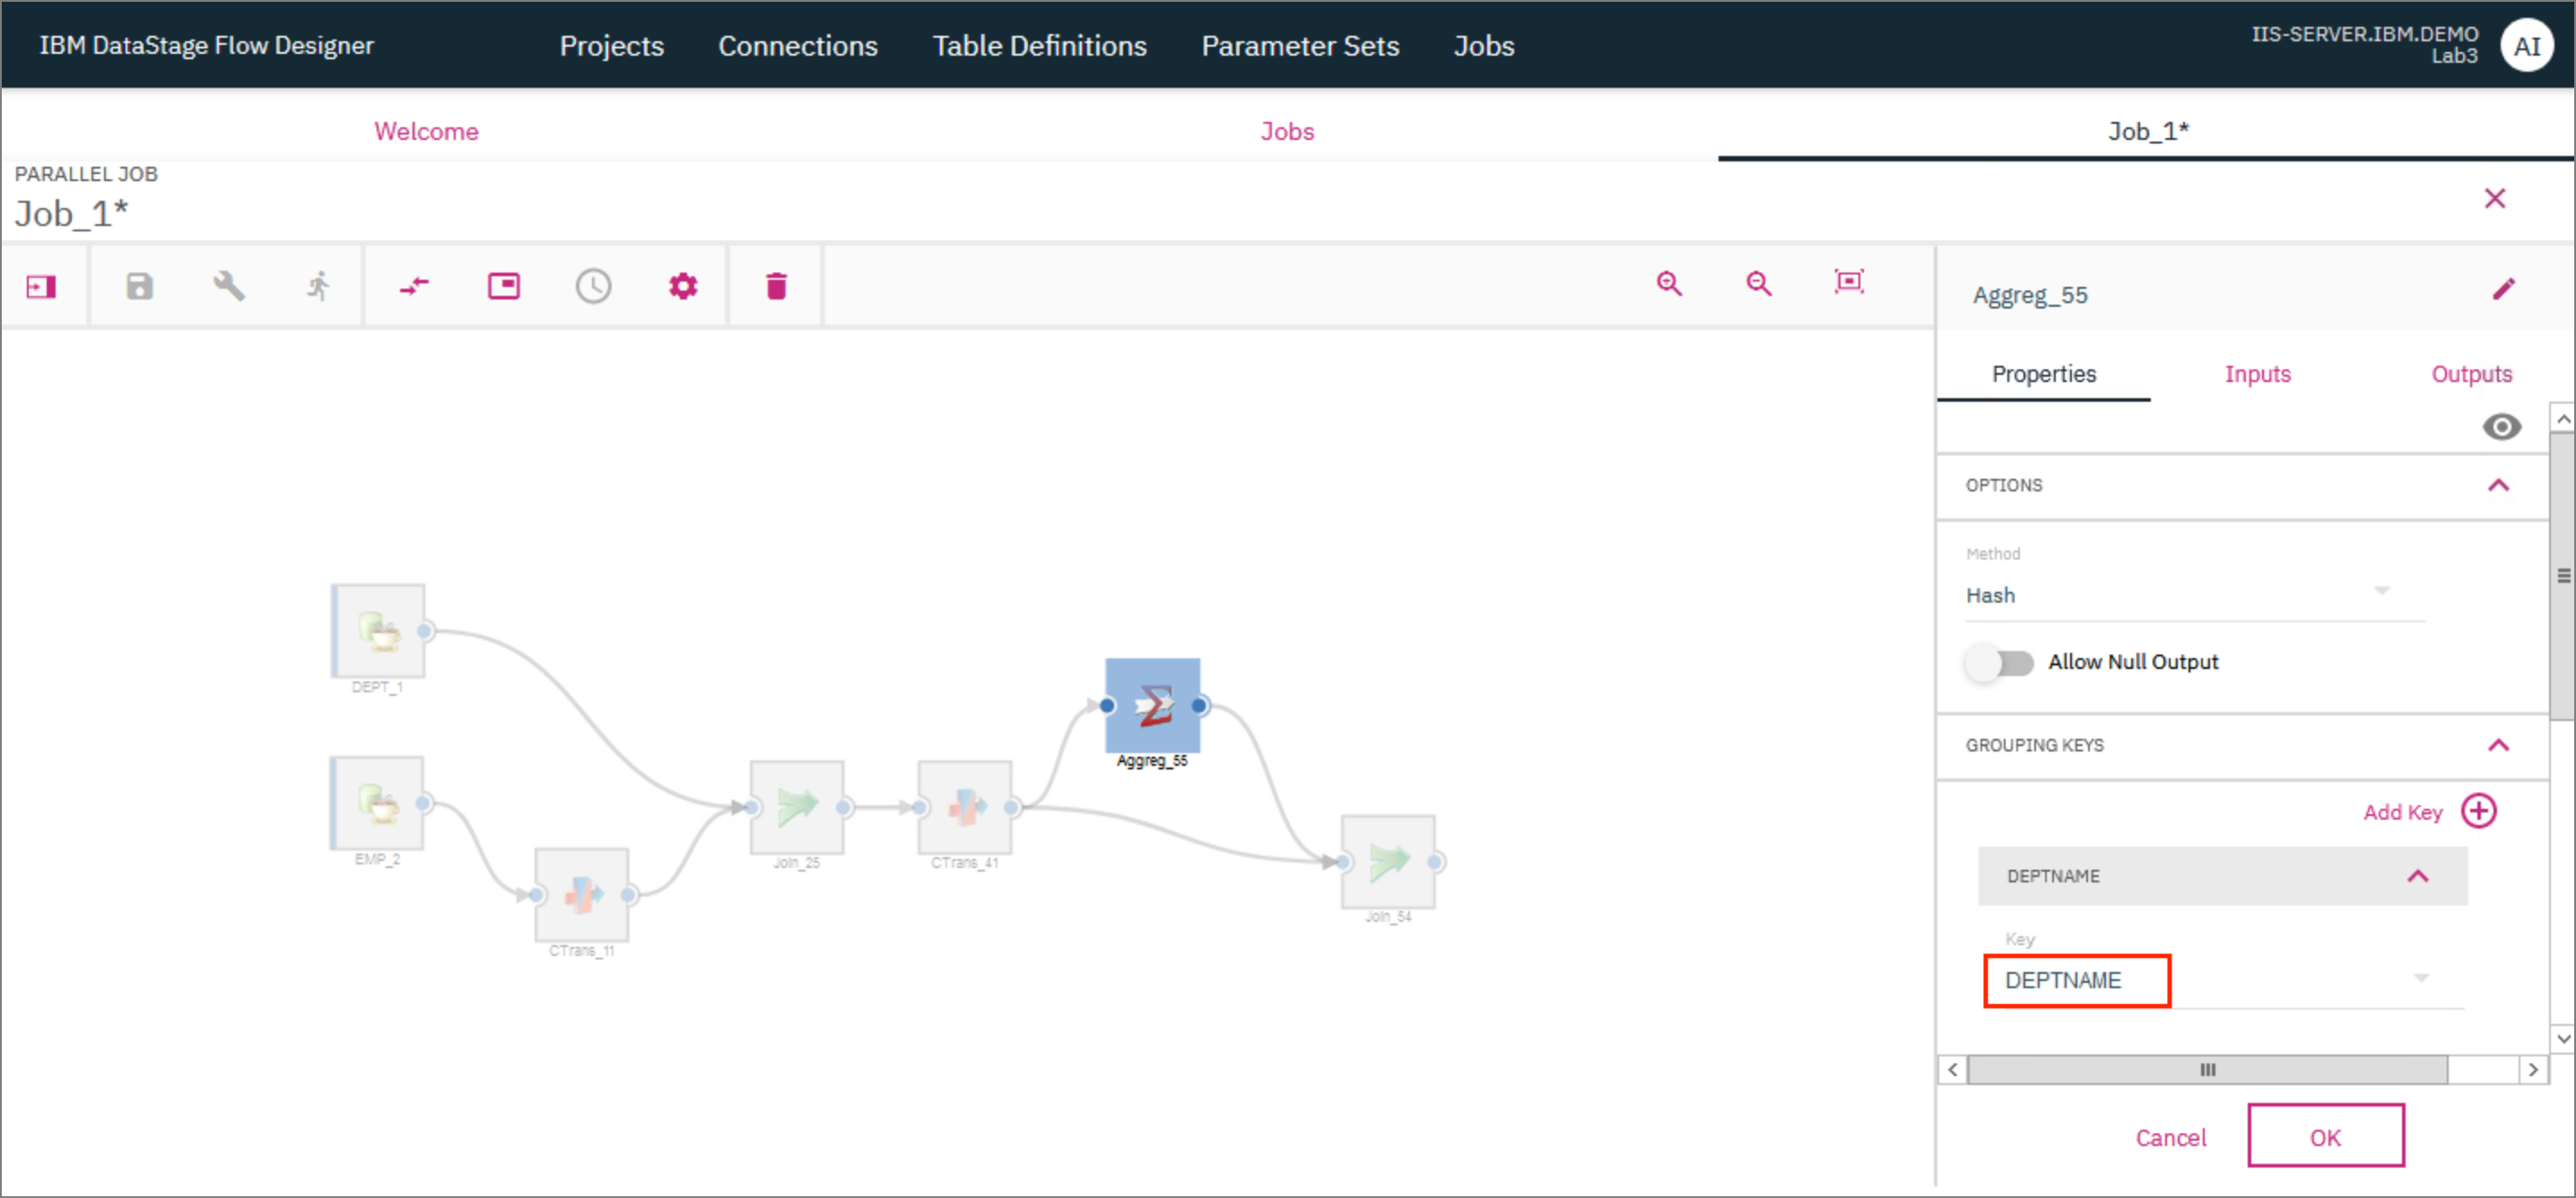 IBM DataStage Flow Designer
Projects
Connections
Table Definitions
Parameter Sets
Jobs
IIS-SERVER.IBM.DEMO
Lab3
AI
Welcome
Jobs
Job_1*
PARALLEL JOB
Job_1*
Aggreg_55
Properties
Inputs
Outputs
OPTIONS
Method
Hash
Allow Null Output
GROUPING KEYS
Add Key
DEPTNAME
Key
DEPTNAME
Cancel
OK
DEPT_1
EMP_2
CTrans_11
Join_25
CTrans_41
Aggreg_55
Join_54